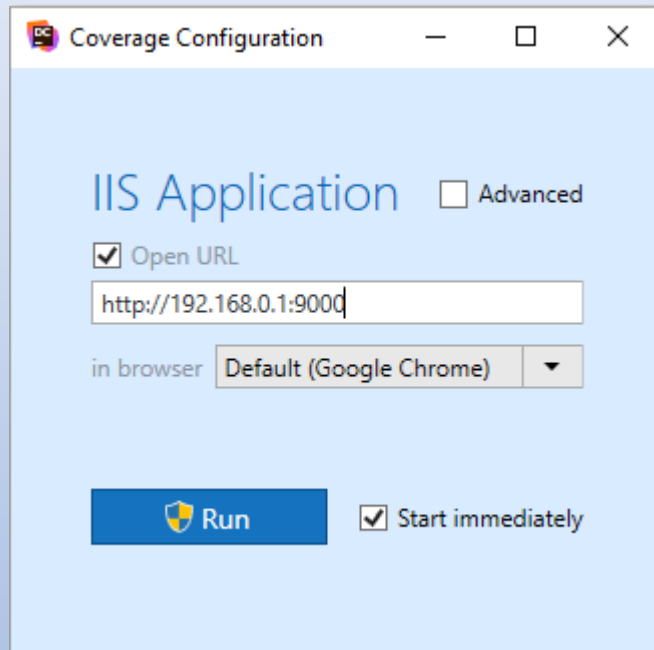 DC
Coverage Configuration
IIS Application
Advanced
Open URL
http://192.168.0.1:9000
in browser
Default (Google Chrome)
Run
Start immediately